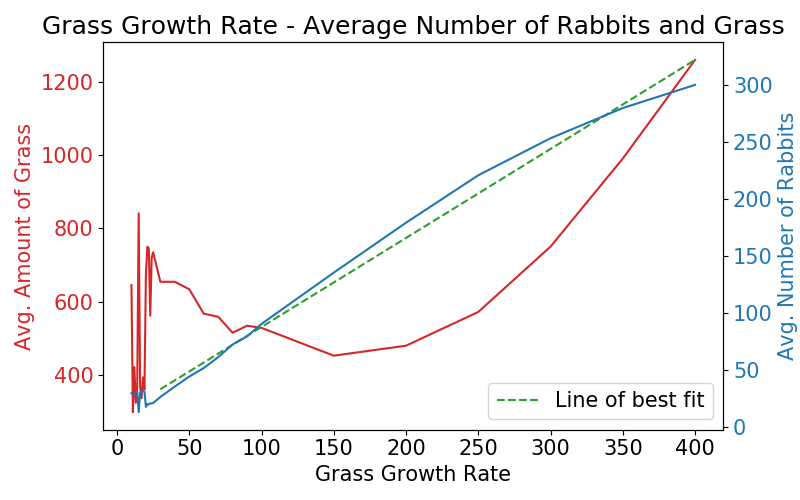 Grass Growth Rate - Average Number of Rabbits and Grass
Avg. Amount of Grass
1200
1000
800
600
400
300
250
200
150
100
50
0
Avg. Number of Rabbits
Line of best fit
0 50 100 150 200 250 300 350 400
Grass Growth Rate